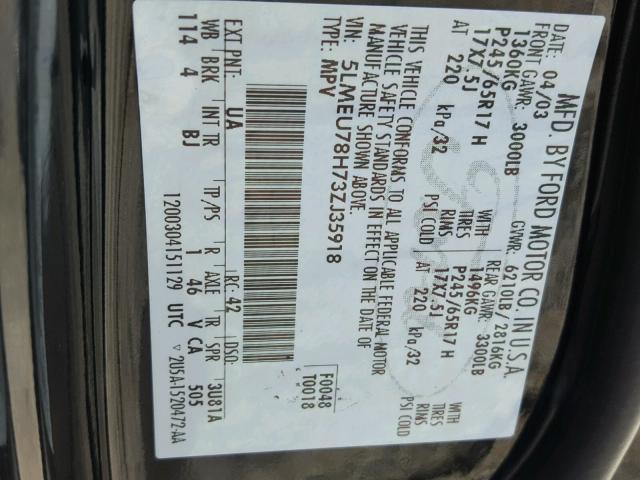 MFD. BY FORD MOTOR CO. IN U.S.A.
DATE: 04/03 GVWR: 6210LB / 2816KG
FRONT GAWR: 3000LB REAR GAWR: 3300LB
1360KG WITH 1496KG WITH
P245/65R17 H TIRES P245/65R17 H TIRES
17X7.5J RIMS 17X7.5J RIMS
AT 220 kPa/32 PSI COLD AT 220 kPa/32 PSI COLD
THIS VEHICLE CONFORMS TO ALL APPLICABLE FEDERAL MOTOR
VEHICLE SAFETY STANDARDS IN EFFECT ON THE DATE OF
MANUFACTURE SHOWN ABOVE.
VIN: 5LMEU78H73ZJ35918 F0048
TYPE: MPV T0018
EXT PNT: UA RC: 42 DSO:
WB BRK INT TR TP/PS R AXLE TR SPR 3U81A
114 4 BJ 1 46 V CA 505
1200304151129 UTC ▽ 2U5A-1520472-AA